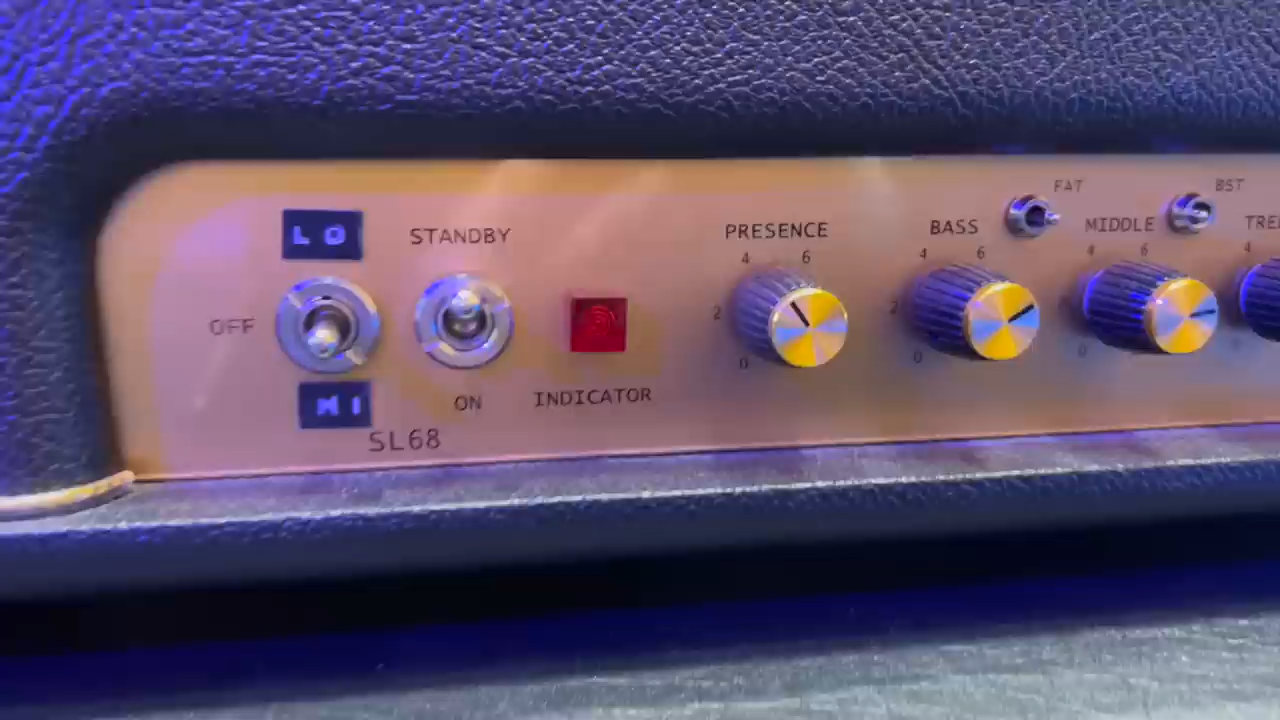 LO
STANDBY
OFF
HI
ON
INDICATOR
SL68
PRESENCE
4 6
2
0
BASS
4 6
2
0
FAT
MIDDLE
4 6
0
BST
4